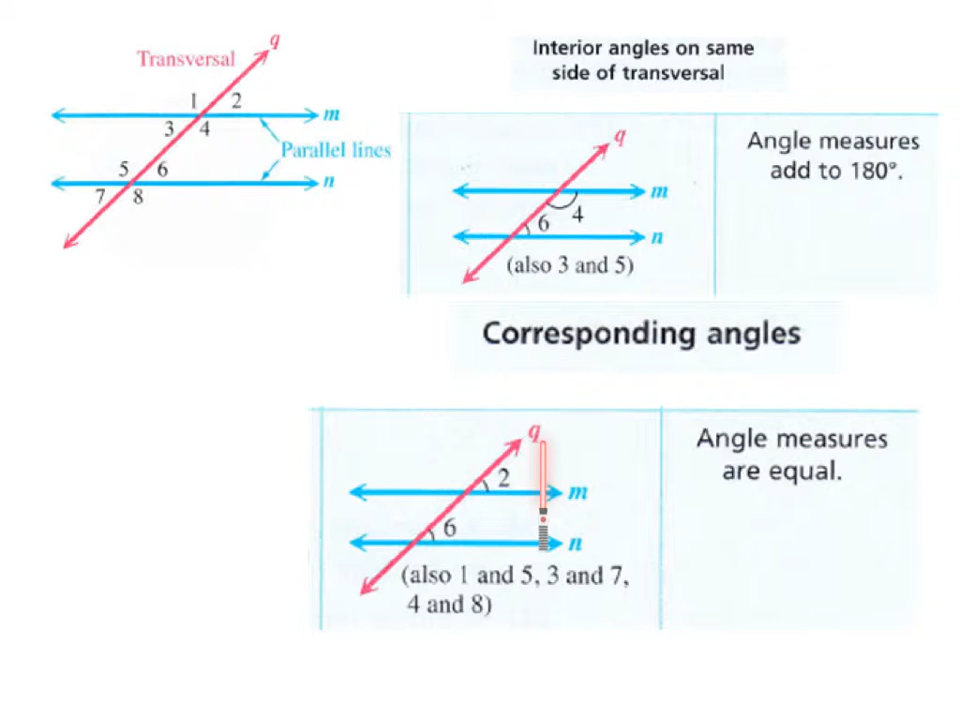 q
Transversal
1 2
m
3 4
Parallel lines
5 6
n
7 8
Interior angles on same
side of transversal
q
m
6 4
n
(also 3 and 5)
Angle measures
add to 180°.
Corresponding angles
q
2
m
6
n
(also 1 and 5, 3 and 7,
4 and 8)
Angle measures
are equal.